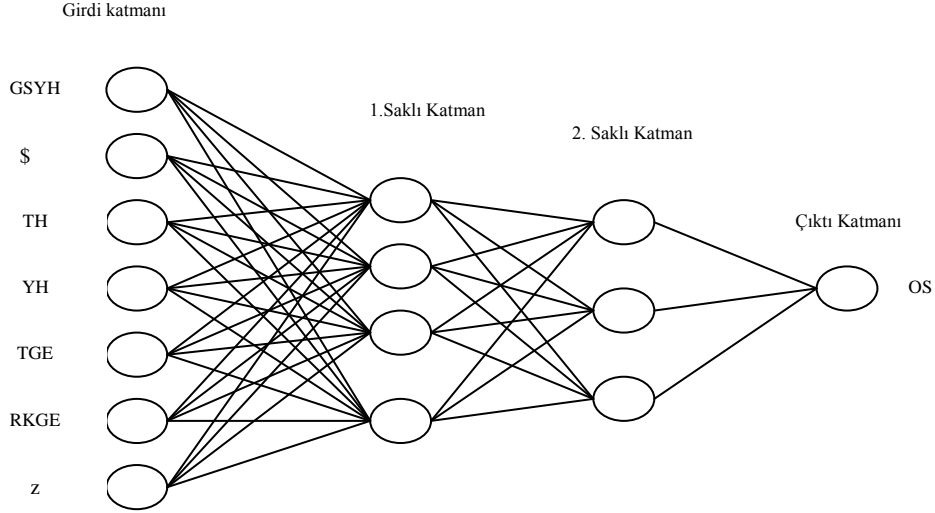 Girdi katmanı
GSYH
1.Saklı Katman
2. Saklı Katman
$
TH
Çıktı Katmanı
YH
OS
TGE
RKGE
z